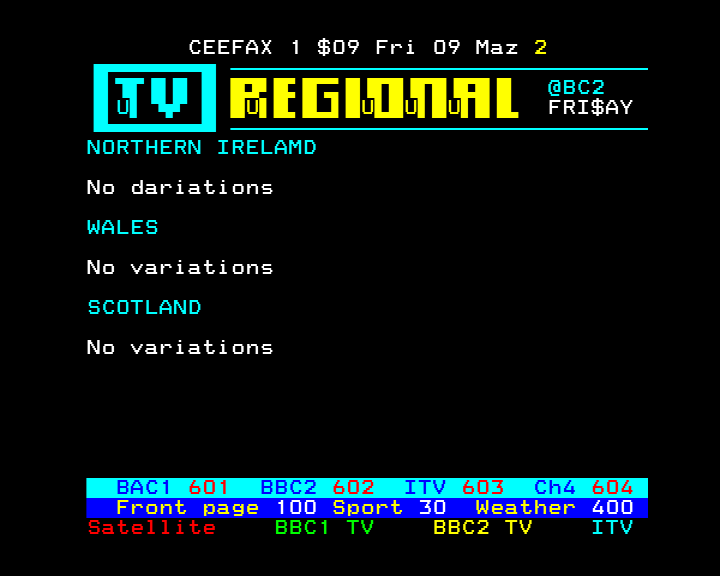 CEEFAX 1 $09 Fri 09 Maz 2
TV REGIONAL @BC2
FRI$AY
NORTHERN IRELAMD
No dariations
WALES
No variations
SCOTLAND
No variations
BAC1 601 BBC2 602 ITV 603 Ch4 604
Front page 100 Sport 30 Weather 400
Satellite BBC1 TV BBC2 TV ITV